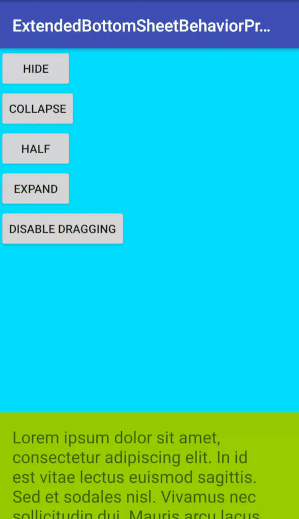 ExtendedBottomSheetBehaviorPr...
HIDE
COLLAPSE
HALF
EXPAND
DISABLE DRAGGING
Lorem ipsum dolor sit amet,
consectetur adipiscing elit. In id
est vitae lectus euismod sagittis.
Sed et sodales nisl. Vivamus nec
sollicitudin dui. Mauris arcu lacus